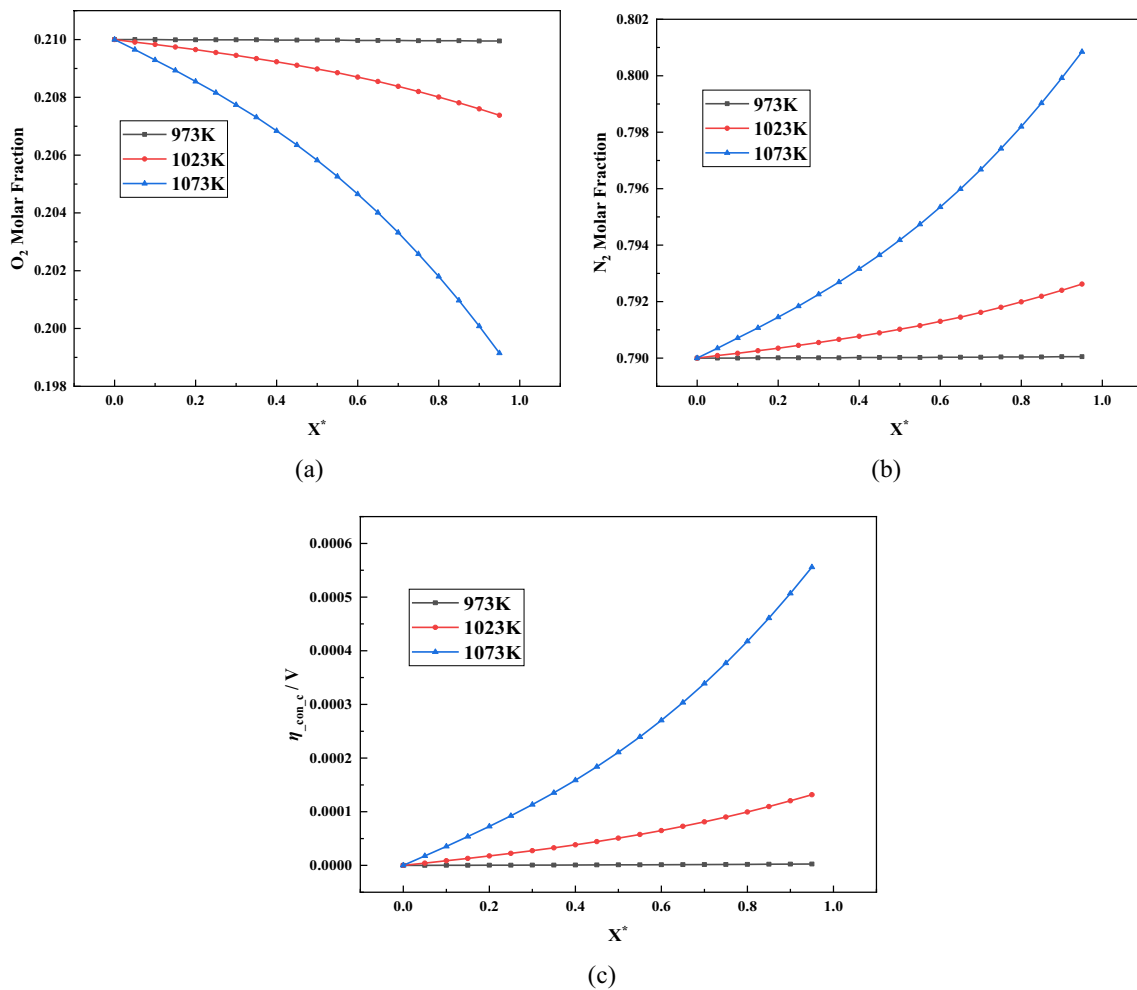 0.210
0.208
0.206
0.204
0.202
0.200
0.198
O2 Molar Fraction
973K
1023K
1073K
0.0 0.2 0.4 0.6 0.8 1.0
X*
(a)
0.802
0.800
0.798
0.796
0.794
0.792
0.790
N2 Molar Fraction
973K
1023K
1073K
0.0 0.2 0.4 0.6 0.8 1.0
X*
(b)
0.0006
0.0005
0.0004
0.0003
0.0002
0.0001
0.0000
η_con_c / V
973K
1023K
1073K
0.0 0.2 0.4 0.6 0.8 1.0
X*
(c)